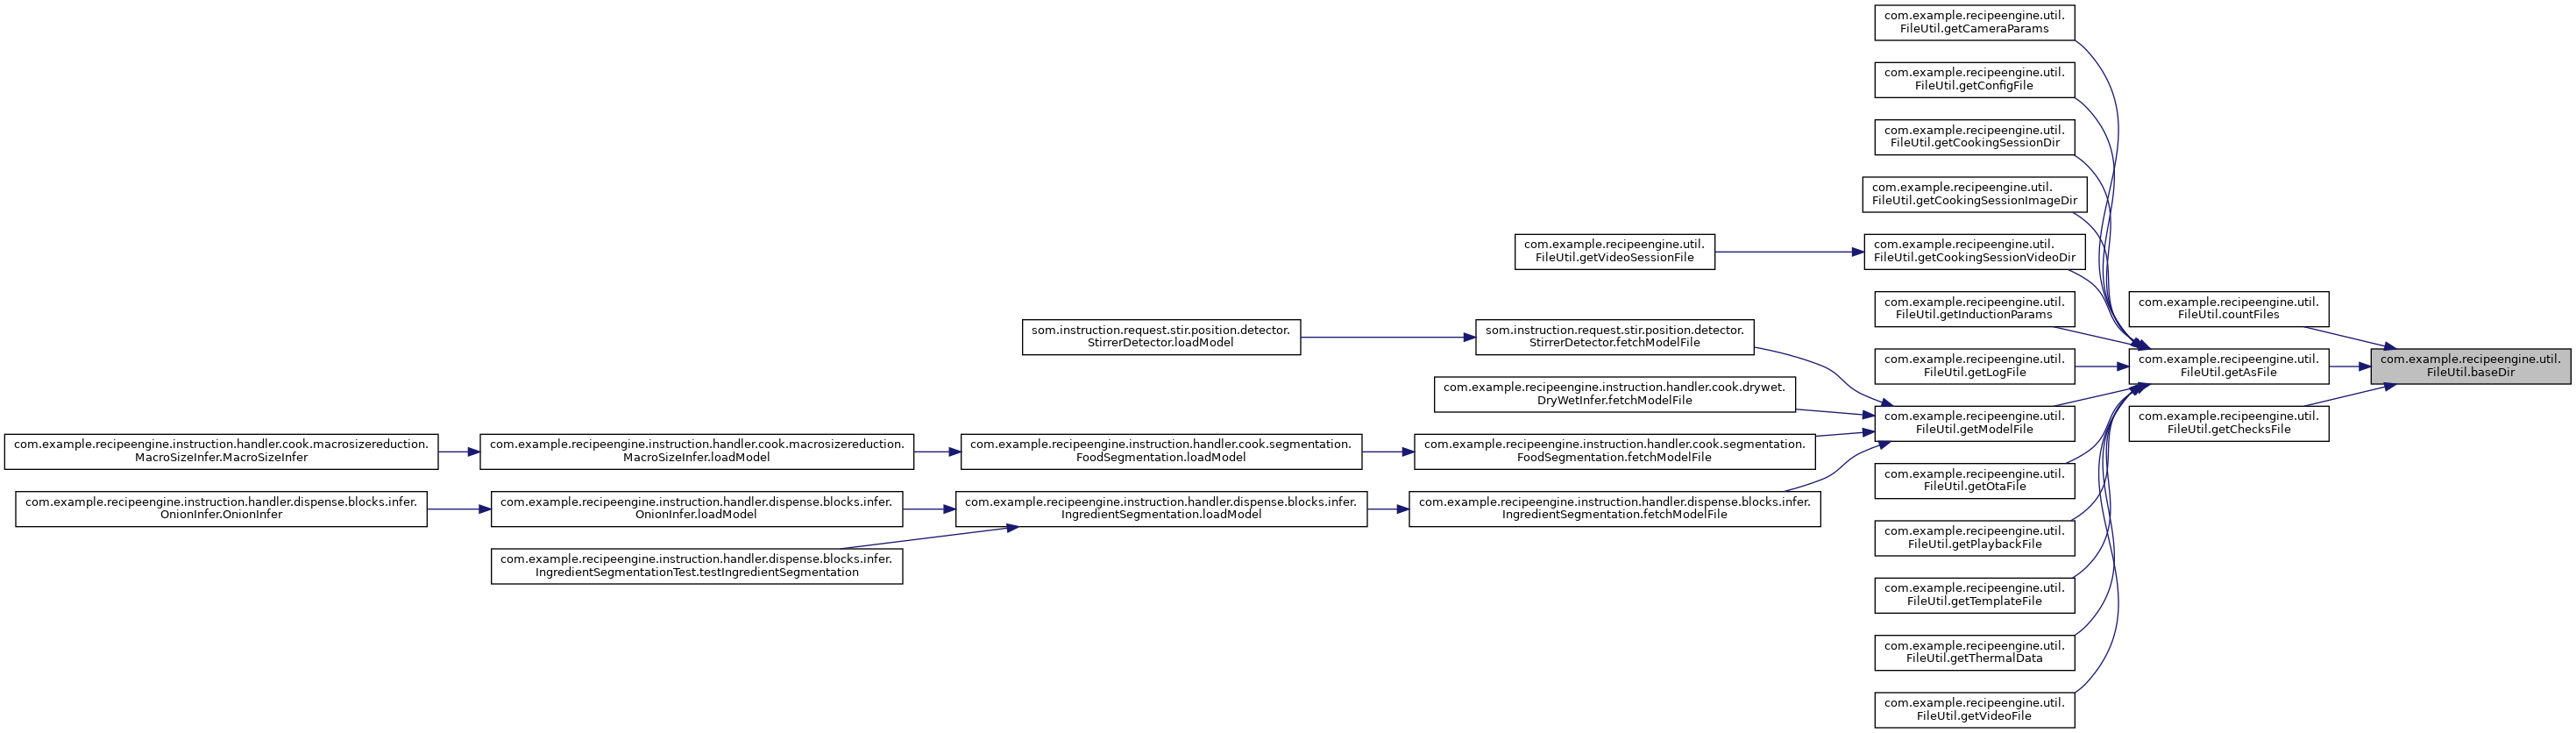 com.example.recipeengine.util.
FileUtil.getCameraParams
com.example.recipeengine.util.
FileUtil.getConfigFile
com.example.recipeengine.util.
FileUtil.getCookingSessionDir
com.example.recipeengine.util.
FileUtil.getCookingSessionImageDir
com.example.recipeengine.util.
FileUtil.getVideoSessionFile
com.example.recipeengine.util.
FileUtil.getCookingSessionVideoDir
com.example.recipeengine.util.
FileUtil.getInductionParams
com.example.recipeengine.util.
FileUtil.countFiles
som.instruction.request.stir.position.detector.
StirrerDetector.loadModel
som.instruction.request.stir.position.detector.
StirrerDetector.fetchModelFile
com.example.recipeengine.util.
FileUtil.getLogFile
com.example.recipeengine.util.
FileUtil.getAsFile
com.example.recipeengine.util.
FileUtil.baseDir
com.example.recipeengine.instruction.handler.cook.drywet.
DryWetInfer.fetchModelFile
com.example.recipeengine.util.
FileUtil.getModelFile
com.example.recipeengine.util.
FileUtil.getChecksFile
com.example.recipeengine.instruction.handler.cook.macrosizereduction.
MacroSizeInfer.MacroSizeInfer
com.example.recipeengine.instruction.handler.cook.macrosizereduction.
MacroSizeInfer.loadModel
com.example.recipeengine.instruction.handler.cook.segmentation.
FoodSegmentation.loadModel
com.example.recipeengine.instruction.handler.cook.segmentation.
FoodSegmentation.fetchModelFile
com.example.recipeengine.util.
FileUtil.getOtaFile
com.example.recipeengine.instruction.handler.dispense.blocks.infer.
OnionInfer.OnionInfer
com.example.recipeengine.instruction.handler.dispense.blocks.infer.
OnionInfer.loadModel
com.example.recipeengine.instruction.handler.dispense.blocks.infer.
IngredientSegmentation.loadModel
com.example.recipeengine.instruction.handler.dispense.blocks.infer.
IngredientSegmentation.fetchModelFile
com.example.recipeengine.util.
FileUtil.getPlaybackFile
com.example.recipeengine.instruction.handler.dispense.blocks.infer.
IngredientSegmentationTest.testIngredientSegmentation
com.example.recipeengine.util.
FileUtil.getTemplateFile
com.example.recipeengine.util.
FileUtil.getThermalData
com.example.recipeengine.util.
FileUtil.getVideoFile